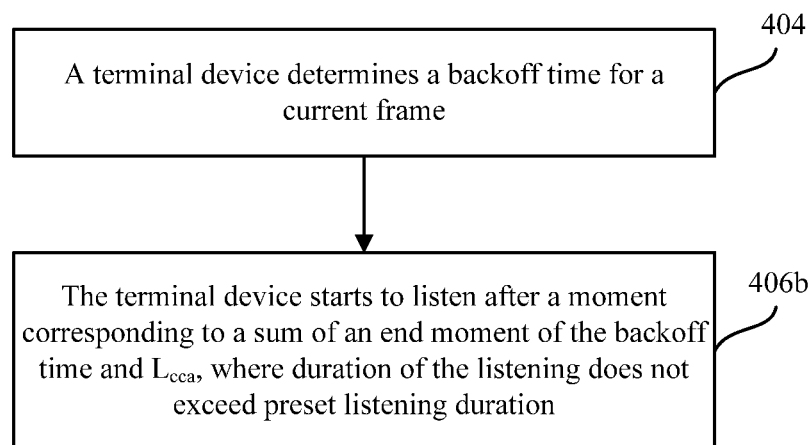 404
A terminal device determines a backoff time for a
current frame
406b
The terminal device starts to listen after a moment
corresponding to a sum of an end moment of the backoff
time and Lcca, where duration of the listening does not
exceed preset listening duration